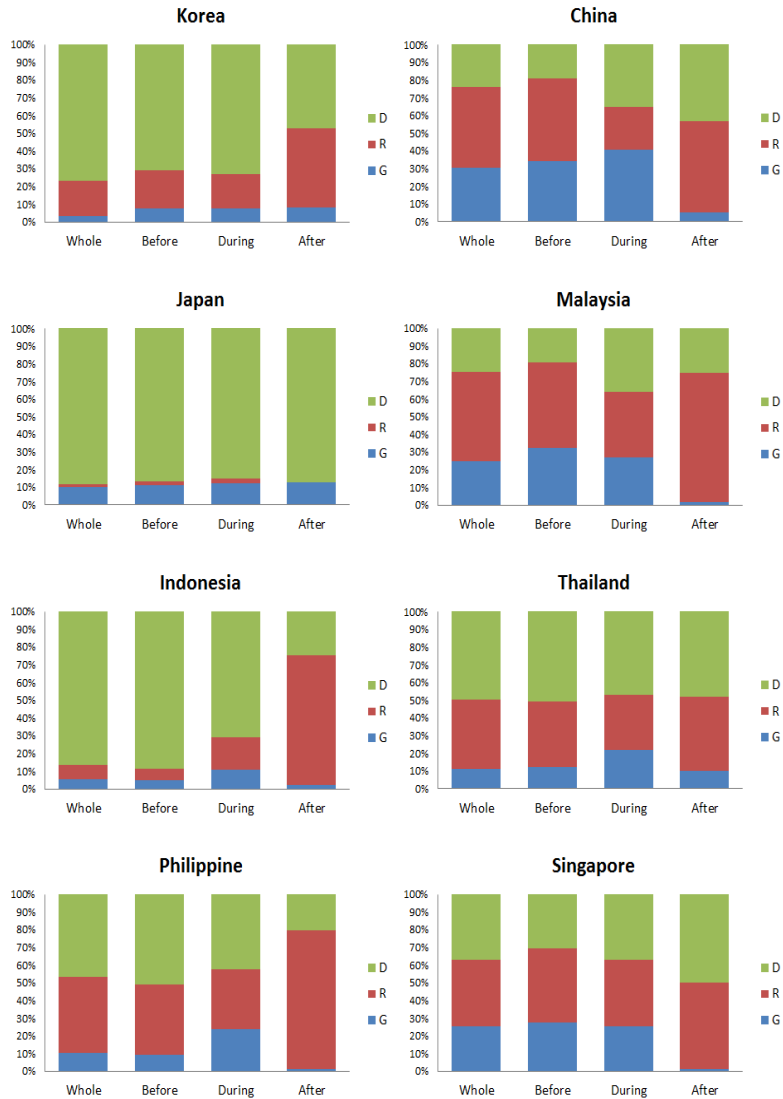 Korea
100%
90%
80%
70%
60%
50%
40%
30%
20%
10%
0%
Whole Before During After
D
R
G
China
100%
90%
80%
70%
60%
50%
40%
30%
20%
10%
0%
Whole Before During After
D
R
G
Japan
100%
90%
80%
70%
60%
50%
40%
30%
20%
10%
0%
Whole Before During After
D
R
G
Malaysia
100%
90%
80%
70%
60%
50%
40%
30%
20%
10%
0%
Whole Before During After
D
R
G
Indonesia
100%
90%
80%
70%
60%
50%
40%
30%
20%
10%
0%
Whole Before During After
D
R
G
Thailand
100%
90%
80%
70%
60%
50%
40%
30%
20%
10%
0%
Whole Before During After
D
R
G
Philippine
100%
90%
80%
70%
60%
50%
40%
30%
20%
10%
0%
Whole Before During After
D
R
G
Singapore
100%
90%
80%
70%
60%
50%
40%
30%
20%
10%
0%
Whole Before During After
D
R
G